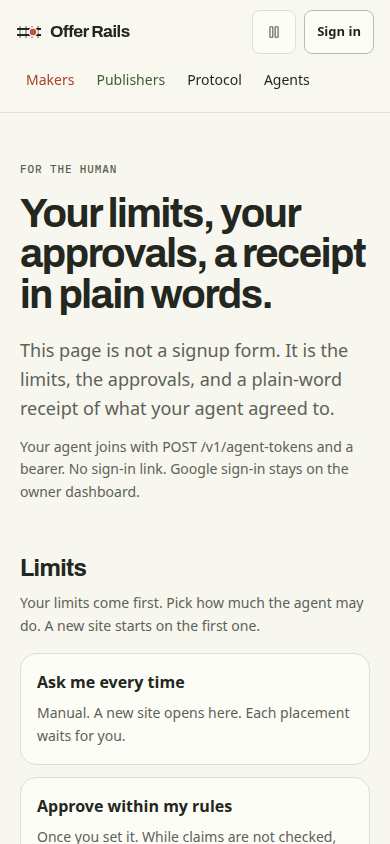 Offer Rails
Sign in
Makers Publishers Protocol Agents
FOR THE HUMAN
Your limits, your
approvals, a receipt
in plain words.
This page is not a signup form. It is the
limits, the approvals, and a plain-word
receipt of what your agent agreed to.
Your agent joins with POST /v1/agent-tokens and a
bearer. No sign-in link. Google sign-in stays on the
owner dashboard.
Limits
Your limits come first. Pick how much the agent may
do. A new site starts on the first one.
Ask me every time
Manual. A new site opens here. Each placement
waits for you.
Approve within my rules
Once you set it. While claims are not checked,